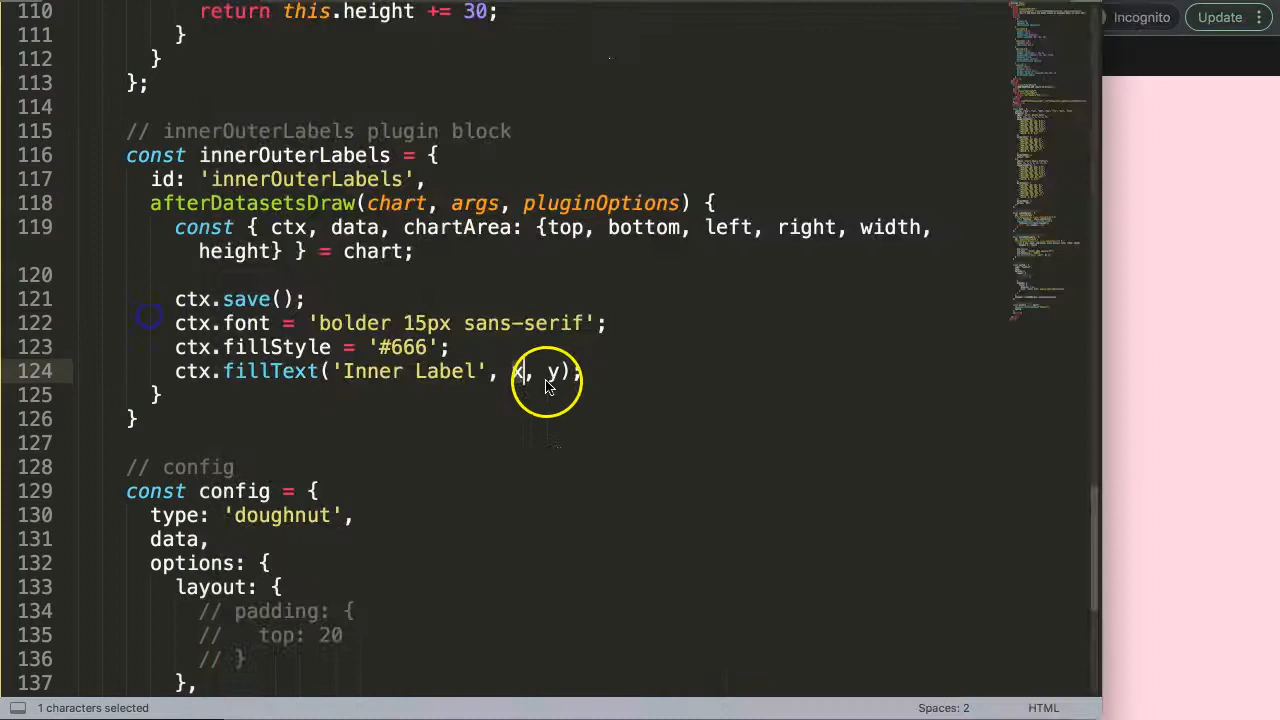 110 return this.height += 30;
111 }
112 }
113 };
114
115 // innerOuterLabels plugin block
116 const innerOuterLabels = {
117 id: 'innerOuterLabels',
118 afterDatasetsDraw(chart, args, pluginOptions) {
119 const { ctx, data, chartArea: {top, bottom, left, right, width,
height} } = chart;
120
121 ctx.save();
122 ctx.font = 'bolder 15px sans-serif';
123 ctx.fillStyle = '#666';
124 ctx.fillText('Inner Label', x, y);
125 }
126 }
127
128 // config
129 const config = {
130 type: 'doughnut',
131 data,
132 options: {
133 layout: {
134 // padding: {
135 // top: 20
136 // }
137 },
Incognito
Update
1 characters selected
Spaces: 2
HTML